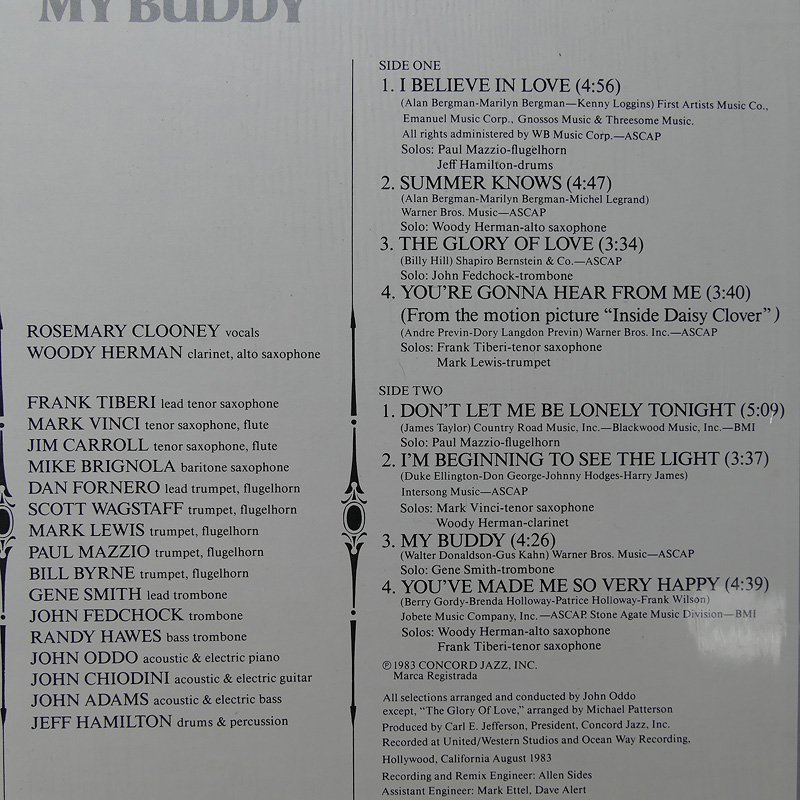 MY BUDDY
ROSEMARY CLOONEY vocals
WOODY HERMAN clarinet, alto saxophone
FRANK TIBERI lead tenor saxophone
MARK VINCI tenor saxophone, flute
JIM CARROLL tenor saxophone, flute
MIKE BRIGNOLA baritone saxophone
DAN FORNERO lead trumpet, flugelhorn
SCOTT WAGSTAFF trumpet, flugelhorn
MARK LEWIS trumpet, flugelhorn
PAUL MAZZIO trumpet, flugelhorn
BILL BYRNE trumpet, flugelhorn
GENE SMITH lead trombone
JOHN FEDCHOCK trombone
RANDY HAWES bass trombone
JOHN ODDO acoustic & electric piano
JOHN CHIODINI acoustic & electric guitar
JOHN ADAMS acoustic & electric bass
JEFF HAMILTON drums & percussion
SIDE ONE
1. I BELIEVE IN LOVE (4:56)
(Alan Bergman-Marilyn Bergman—Kenny Loggins) First Artists Music Co.,
Emanuel Music Corp., Gnossos Music & Threesome Music.
All rights administered by WB Music Corp.—ASCAP
Solos: Paul Mazzio-flugelhorn
Jeff Hamilton-drums
2. SUMMER KNOWS (4:47)
(Alan Bergman-Marilyn Bergman-Michel Legrand)
Warner Bros. Music—ASCAP
Solo: Woody Herman-alto saxophone
3. THE GLORY OF LOVE (3:34)
(Billy Hill) Shapiro Bernstein & Co.—ASCAP
Solo: John Fedchock-trombone
4. YOU'RE GONNA HEAR FROM ME (3:40)
(From the motion picture “Inside Daisy Clover”)
(Andre Previn-Dory Langdon Previn) Warner Bros. Inc.—ASCAP
Solos: Frank Tiberi-tenor saxophone
Mark Lewis-trumpet
SIDE TWO
1. DON'T LET ME BE LONELY TONIGHT (5:09)
(James Taylor) Country Road Music, Inc.—Blackwood Music, Inc.—BMI
Solo: Paul Mazzio-flugelhorn
2. I'M BEGINNING TO SEE THE LIGHT (3:37)
(Duke Ellington-Don George-Johnny Hodges-Harry James)
Intersong Music—ASCAP
Solos: Mark Vinci-tenor saxophone
Woody Herman-clarinet
3. MY BUDDY (4:26)
(Walter Donaldson-Gus Kahn) Warner Bros. Music—ASCAP
Solo: Gene Smith-trombone
4. YOU'VE MADE ME SO VERY HAPPY (4:39)
(Berry Gordy-Brenda Holloway-Patrice Holloway-Frank Wilson)
Jobete Music Company, Inc.—ASCAP. Stone Agate Music Division—BMI
Solos: Woody Herman-alto saxophone
Frank Tiberi-tenor saxophone
℗ 1983 CONCORD JAZZ, INC.
Marca Registrada
All selections arranged and conducted by John Oddo
except, “The Glory Of Love,” arranged by Michael Patterson
Produced by Carl E. Jefferson, President, Concord Jazz, Inc.
Recorded at United/Western Studios and Ocean Way Recording,
Hollywood, California August 1983
Recording and Remix Engineer: Allen Sides
Assistant Engineer: Mark Ettel, Dave Alert